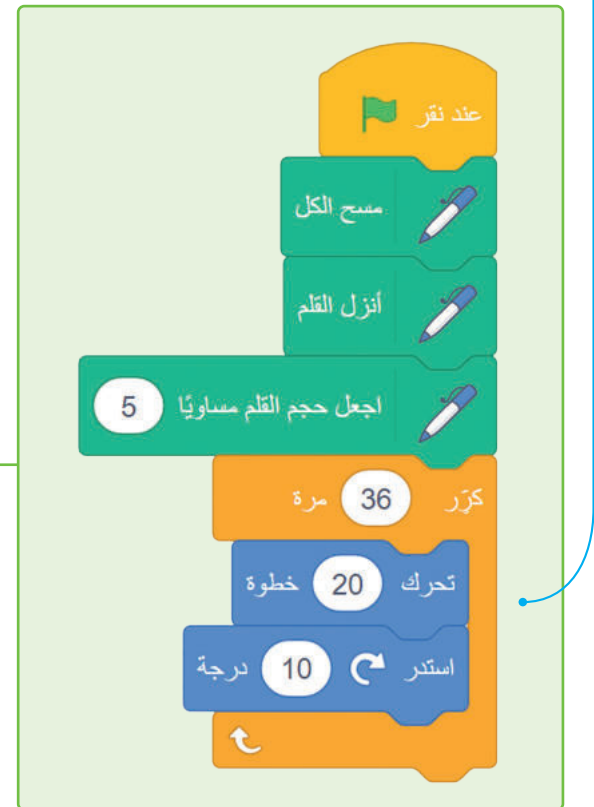 عند نقر
مسح الكل
أنزل القلم
اجعل حجم القلم مساويًا 5
كرّر 36 مرة
تحرك 20 خطوة
استدر 10 درجة